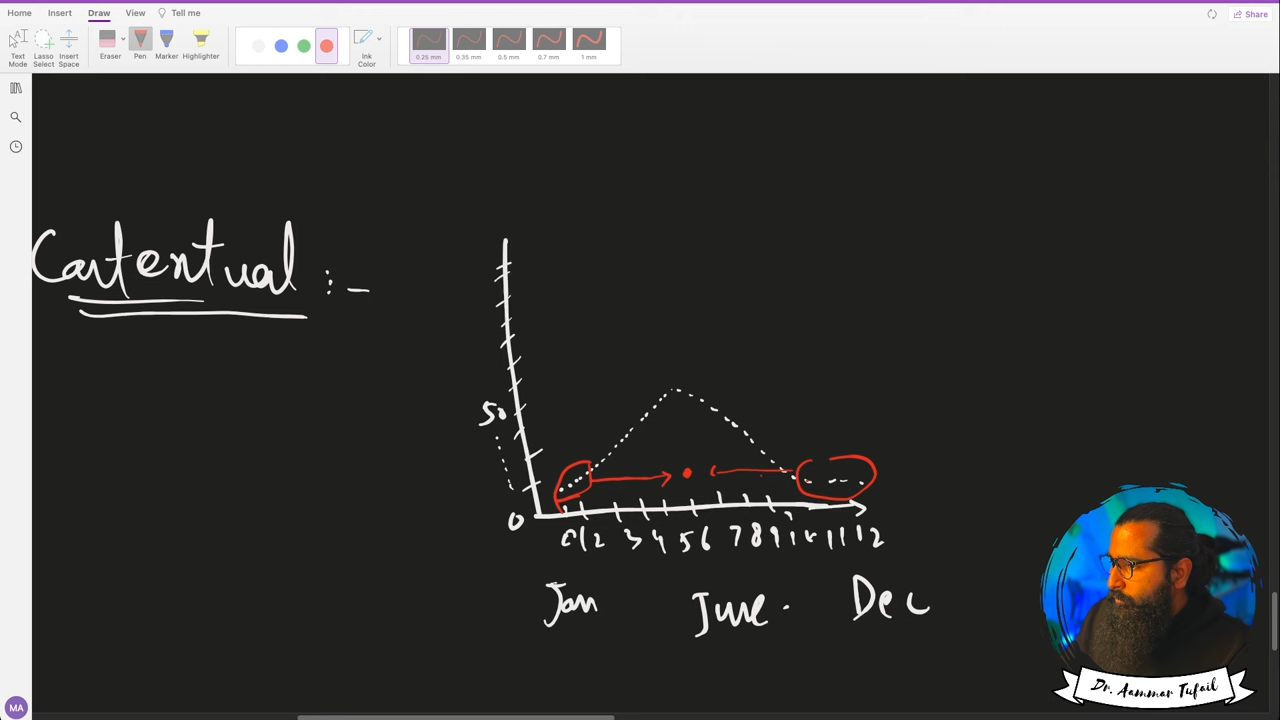 Home Insert Draw View Tell me
Share
Text Mode
Lasso Select
Insert Space
Eraser
Pen
Marker
Highlighter
Ink Color
0.25 mm 0.35 mm 0.5 mm 0.7 mm 1 mm
Contextual :-
50
0
1 2 3 4 5 6 7 8 9 10 11 12
Jan June. Dec
MA
Dr. Aammar Tufail